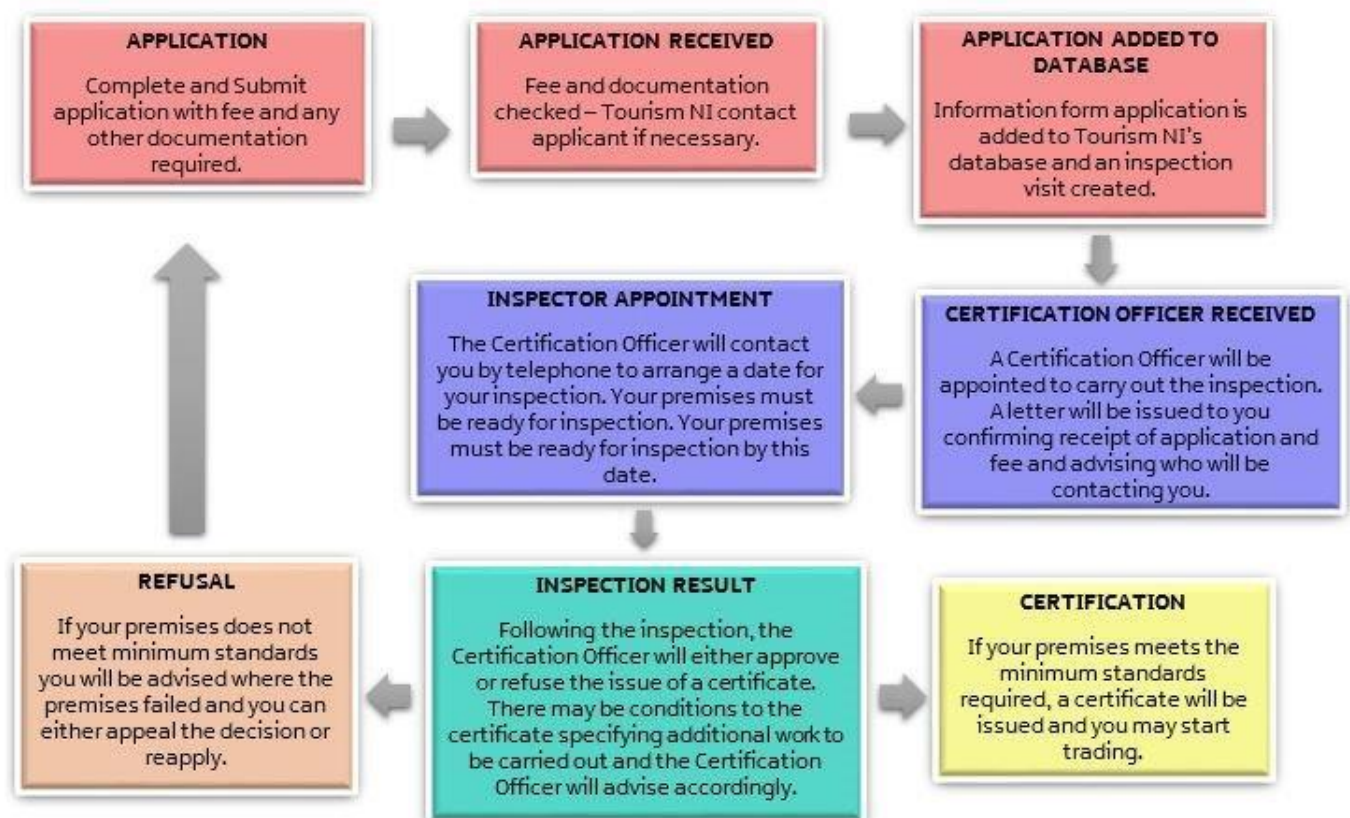 APPLICATION
Complete and Submit
application with fee and any
other documentation
required.
APPLICATION RECEIVED
Fee and documentation
checked – Tourism NI contact
applicant if necessary.
APPLICATION ADDED TO
DATABASE
Information form application is
added to Tourism NI's
database and an inspection
visit created.
CERTIFICATION OFFICER RECEIVED
A Certification Officer will be
appointed to carry out the inspection.
A letter will be issued to you
confirming receipt of application and
fee and advising who will be
contacting you.
INSPECTOR APPOINTMENT
The Certification Officer will contact
you by telephone to arrange a date for
your inspection. Your premises must
be ready for inspection. Your premises
must be ready for inspection by this
date.
INSPECTION RESULT
Following the inspection, the
Certification Officer will either approve
or refuse the issue of a certificate.
There may be conditions to the
certificate specifying additional work to
be carried out and the Certification
Officer will advise accordingly.
REFUSAL
If your premises does not
meet minimum standards
you will be advised where the
premises failed and you can
either appeal the decision or
reapply.
CERTIFICATION
If your premises meets the
minimum standards
required, a certificate will be
issued and you may start
trading.